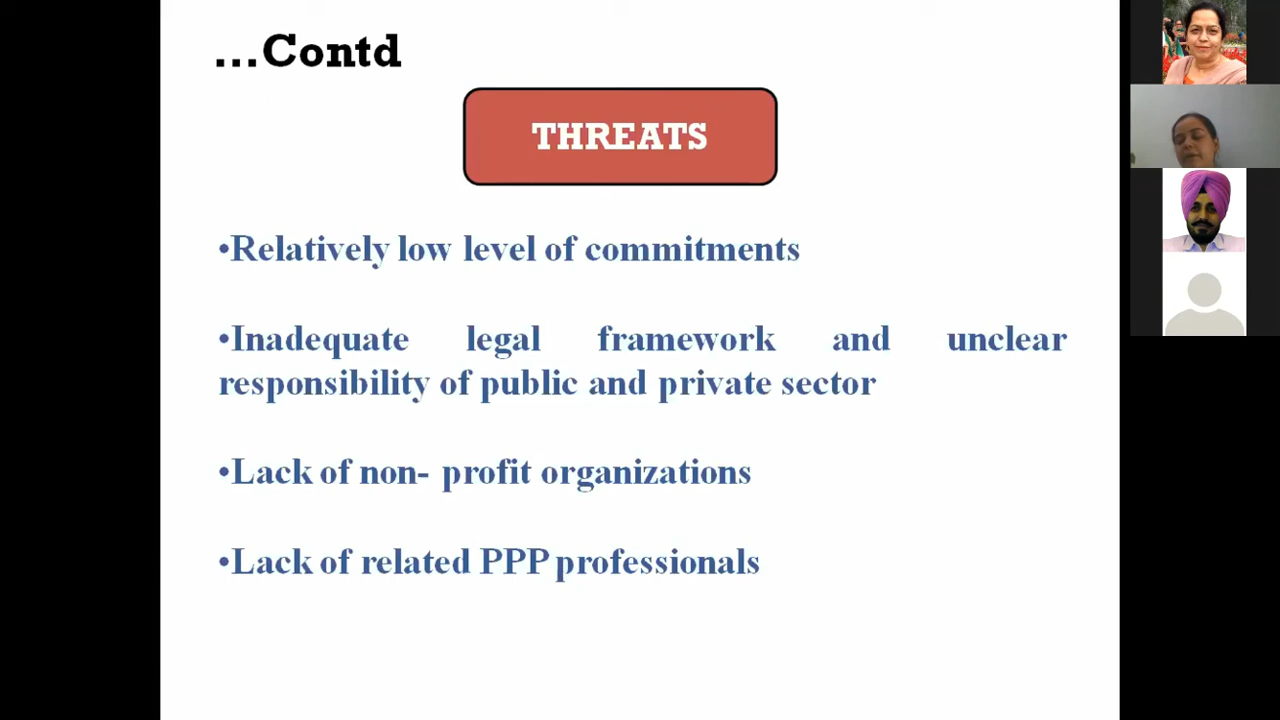 ...Contd
THREATS
•Relatively low level of commitments
•Inadequate legal framework and unclear
responsibility of public and private sector
•Lack of non- profit organizations
•Lack of related PPP professionals